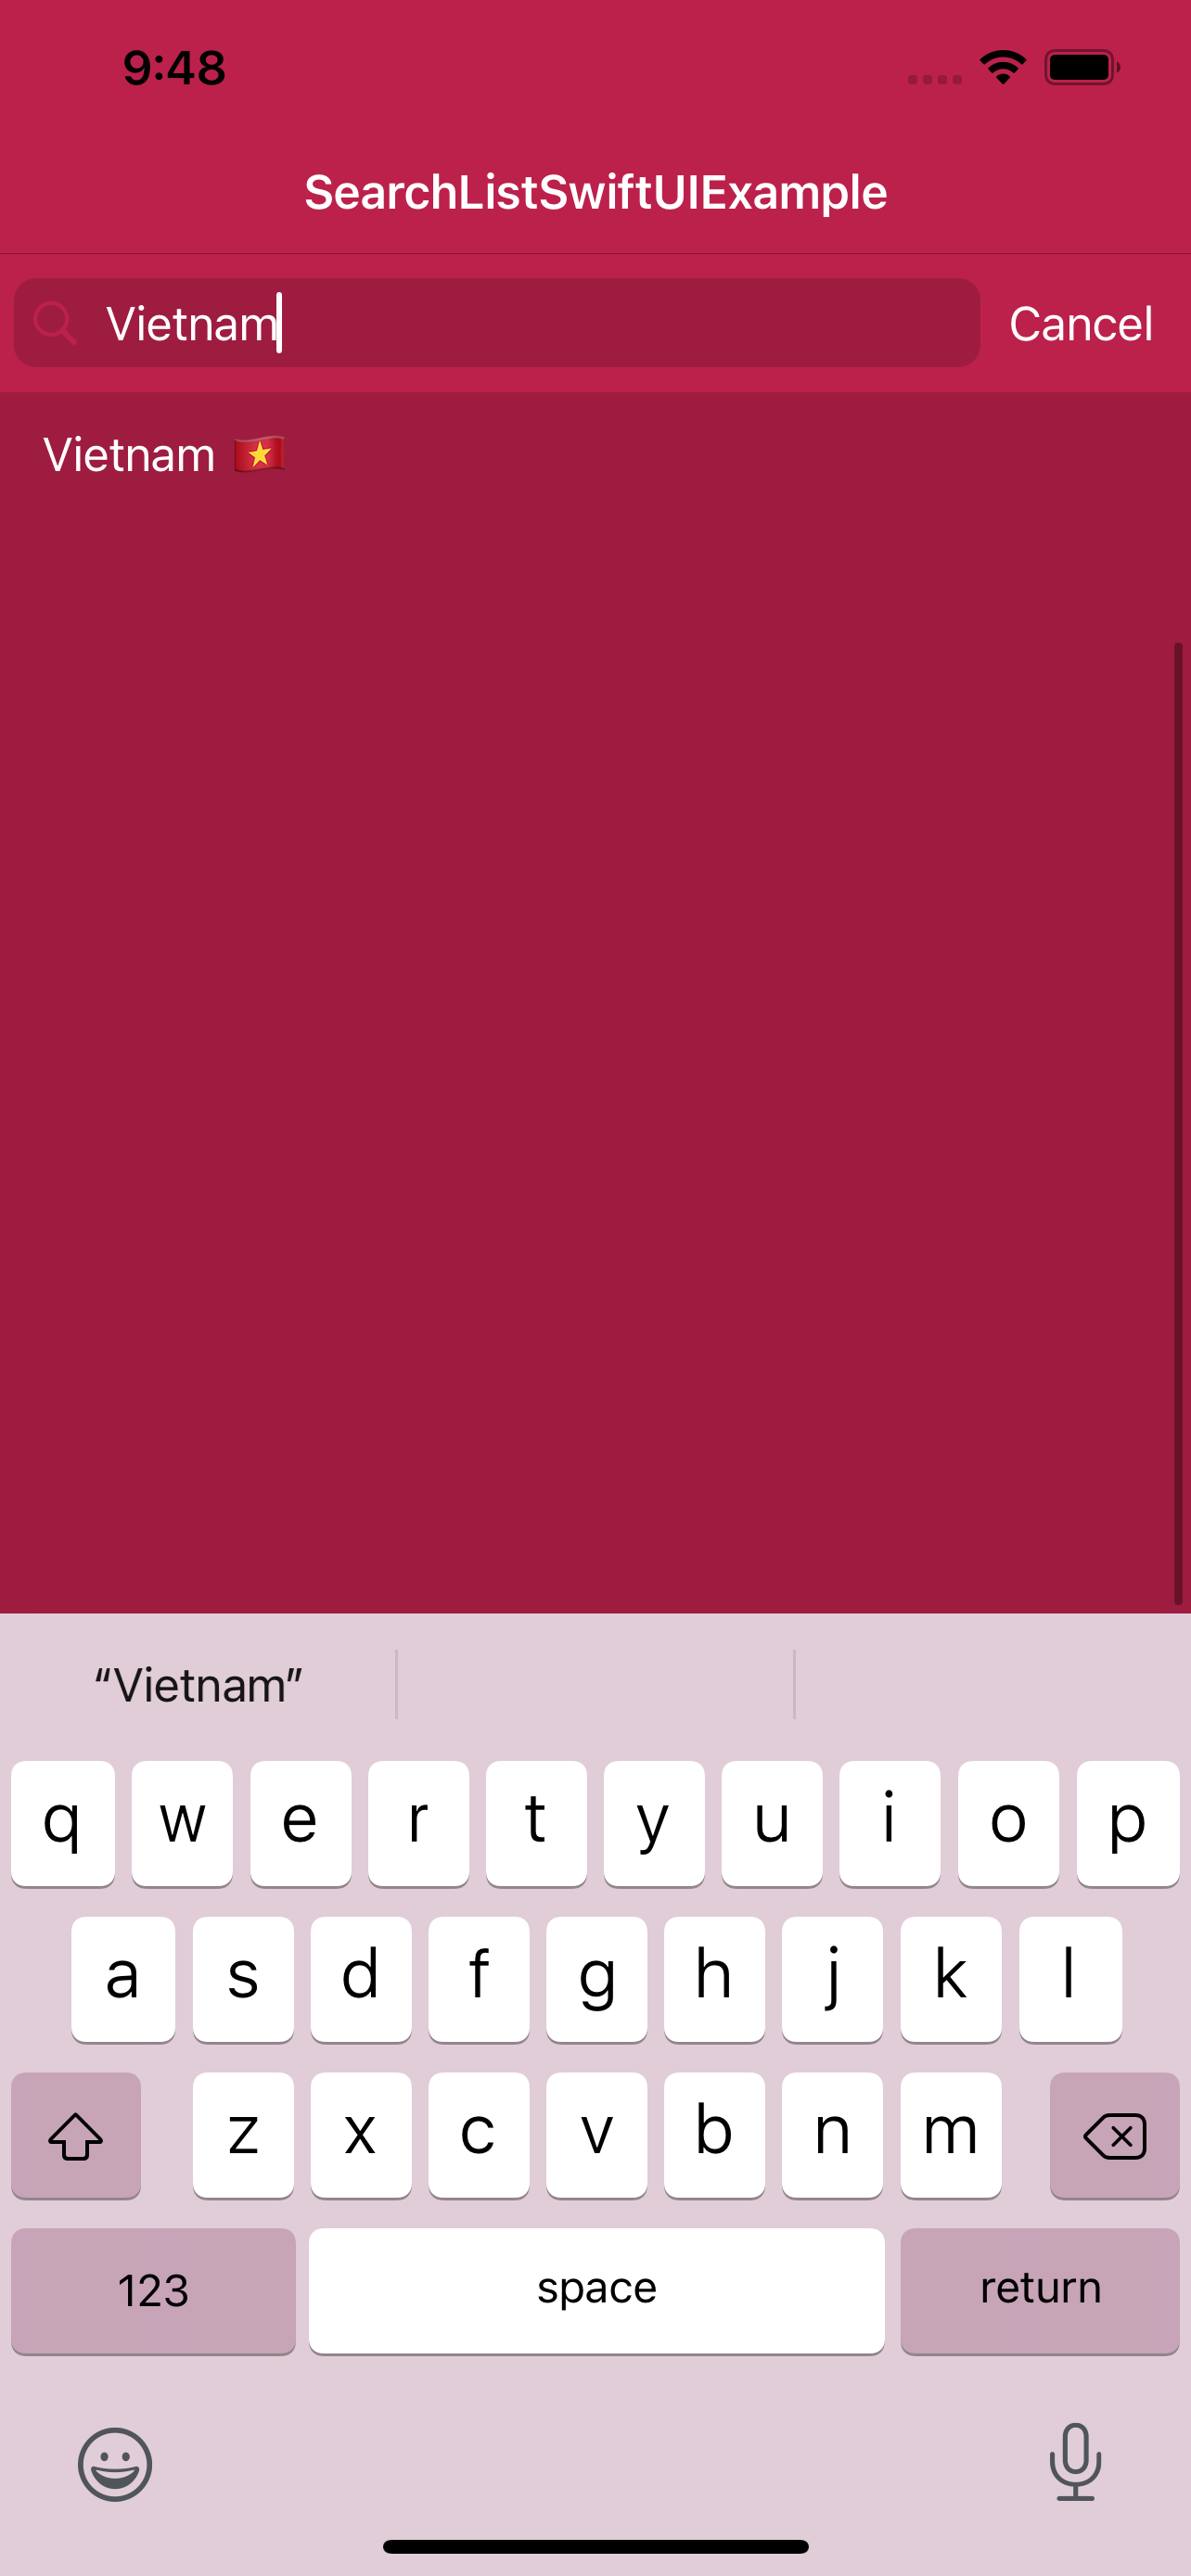 9:48
SearchListSwiftUIExample
Vietnam
Cancel
Vietnam 🇻🇳
“Vietnam”
q w e r t y u i o p
a s d f g h j k l
z x c v b n m
123 space return